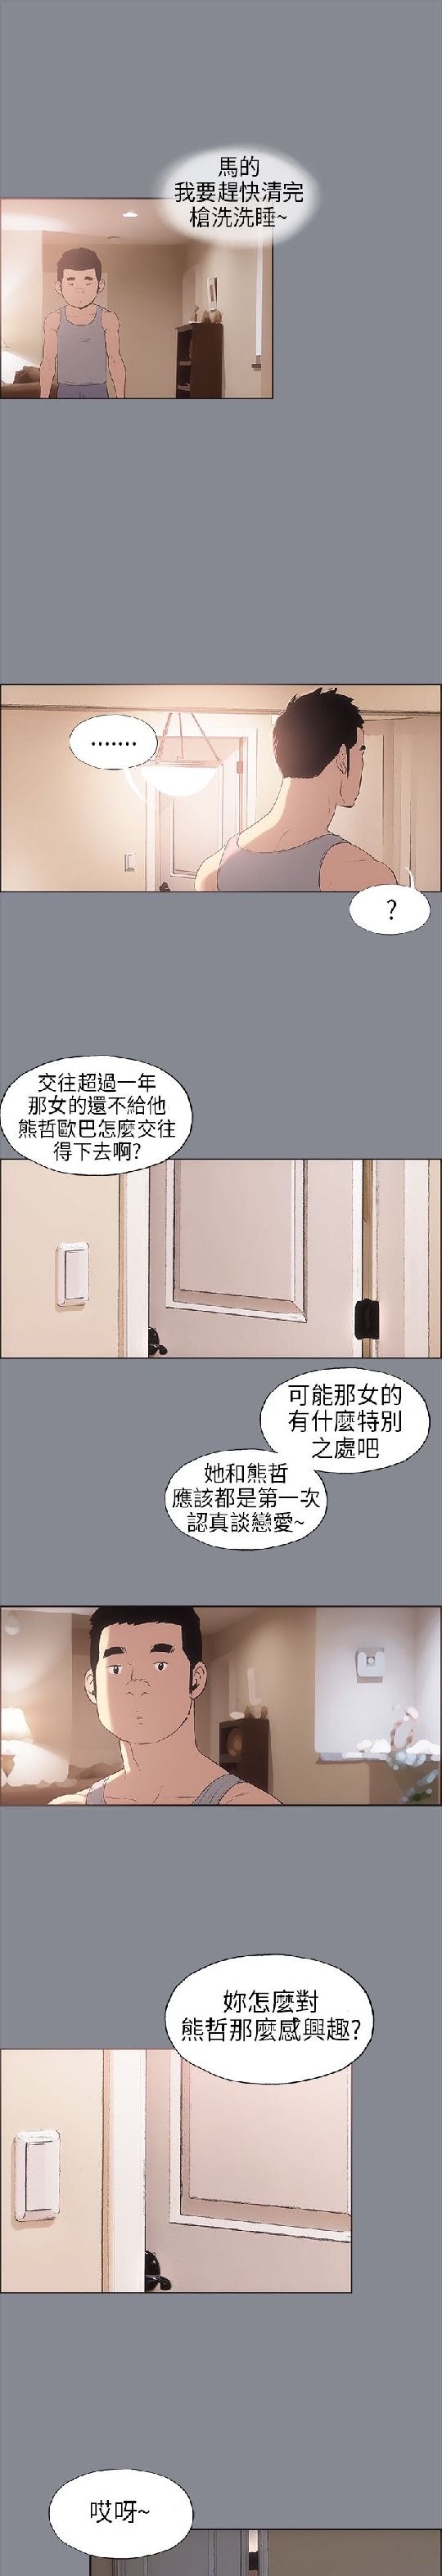 馬的
我要趕快清完
槍洗洗睡~
.......
?
交往超過一年
那女的還不給他
熊哲歐巴怎麼交往
得下去啊?
可能那女的
有什麼特別
之處吧
她和熊哲
應該都是第一次
認真談戀愛~
妳怎麼對
熊哲那麼感興趣?
哎呀~